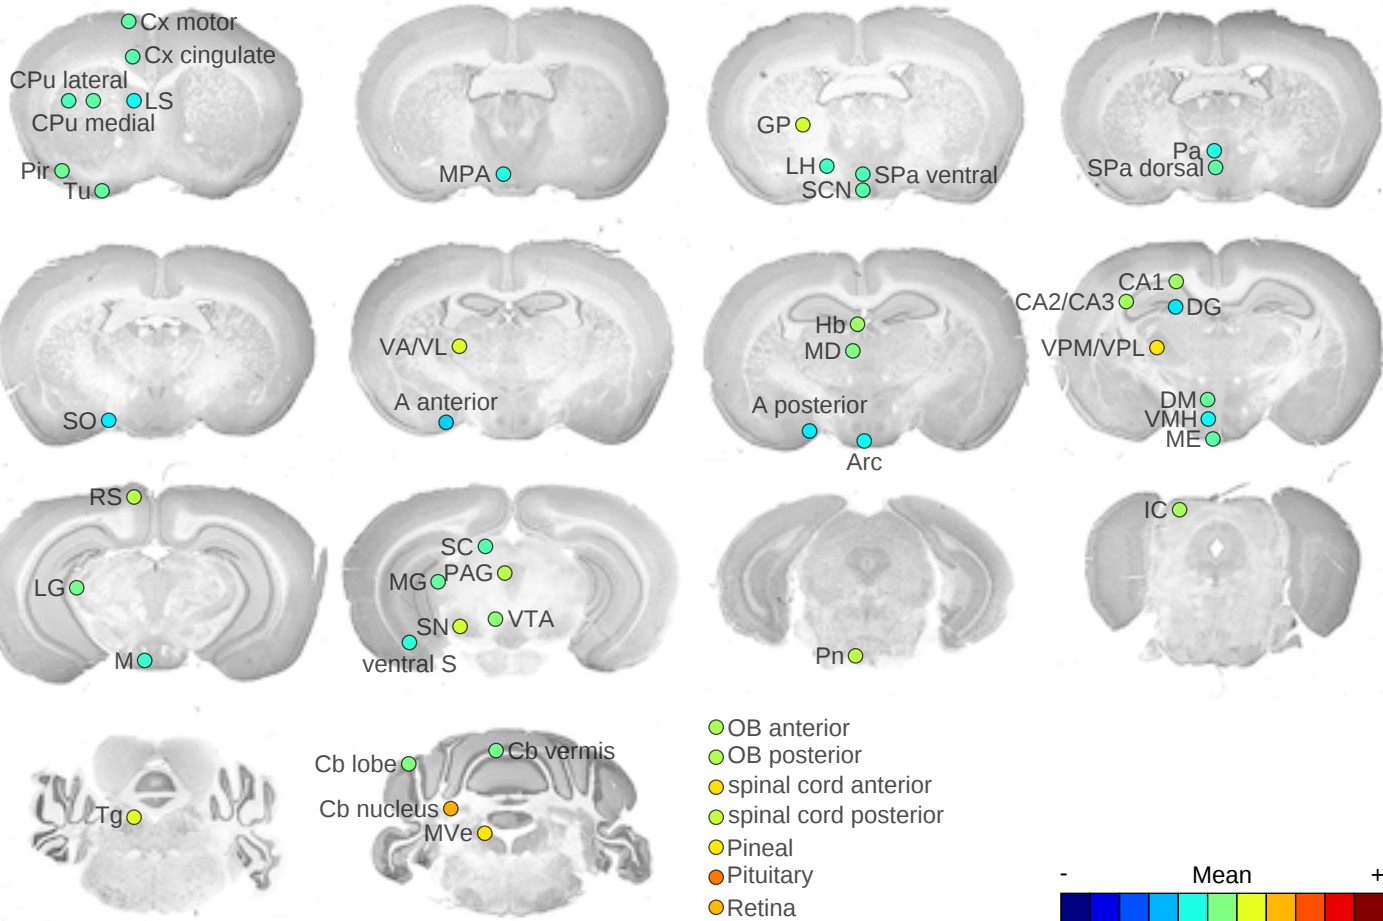 Cx motor
Cx cingulate
CPu lateral
LS
CPu medial
Pir
Tu
MPA
GP
LH
SPa ventral
SCN
Pa
SPa dorsal
SO
VA/VL
A anterior
Hb
MD
A posterior
Arc
CA1
CA2/CA3
DG
VPM/VPL
DM
VMH
ME
RS
LG
M
SC
MG
PAG
SN
VTA
ventral S
Pn
IC
Tg
Cb lobe
Cb vermis
Cb nucleus
MVe
OB anterior
OB posterior
spinal cord anterior
spinal cord posterior
Pineal
Pituitary
Retina
- Mean +